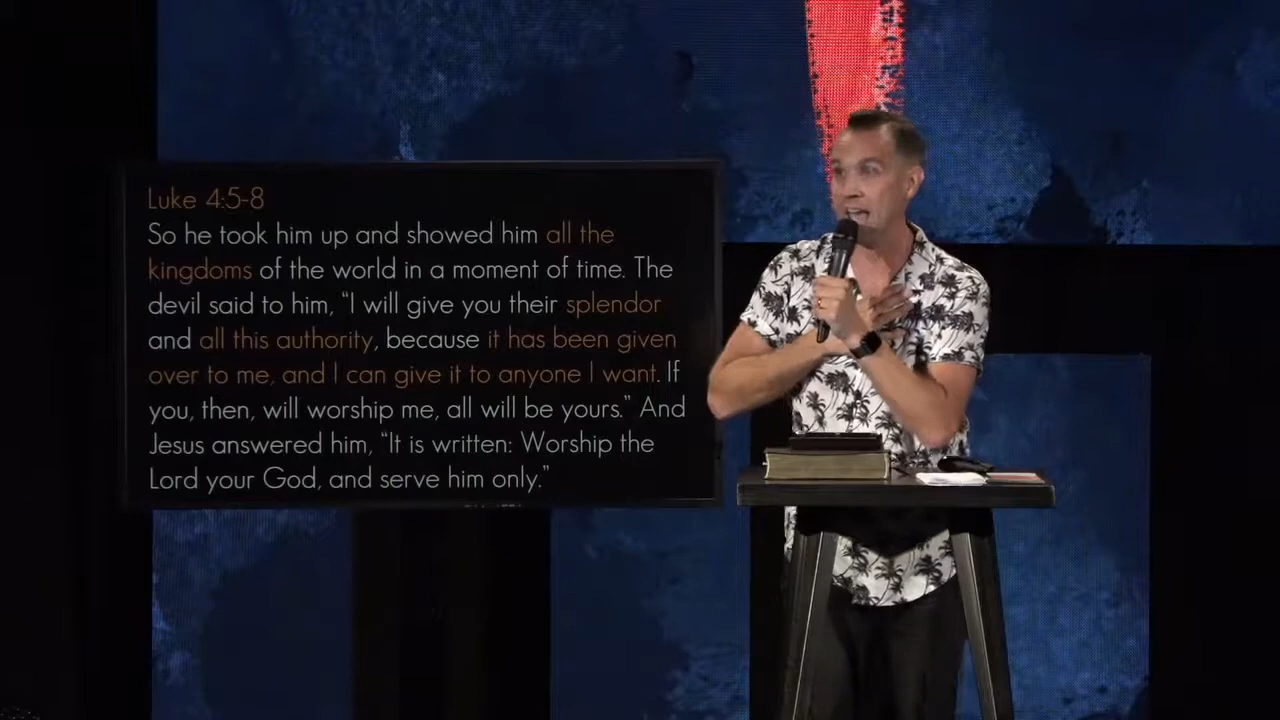 Luke 4:5-8
So he took him up and showed him all the
kingdoms of the world in a moment of time. The
devil said to him, “I will give you their splendor
and all this authority, because it has been given
over to me, and I can give it to anyone I want. If
you, then, will worship me, all will be yours.” And
Jesus answered him, “It is written: Worship the
Lord your God, and serve him only.”